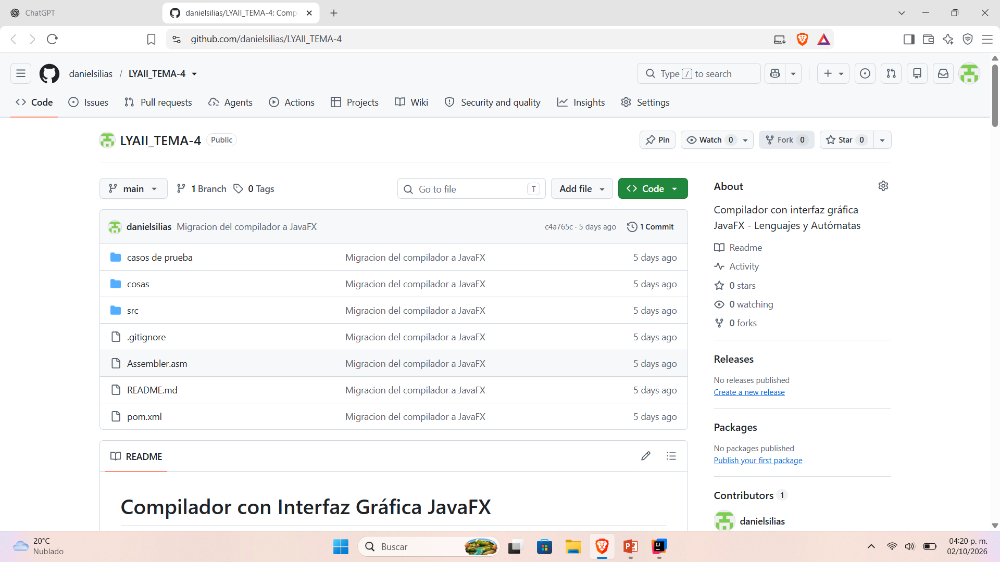 ChatGPT
danielsilias/LYAII_TEMA-4: Comp
github.com/danielsilias/LYAII_TEMA-4
danielsilias / LYAII_TEMA-4
Type / to search
Code
Issues
Pull requests
Agents
Actions
Projects
Wiki
Security and quality
Insights
Settings
LYAII_TEMA-4 Public
Pin
Watch 0
Fork 0
Star 0
main
1 Branch
0 Tags
Go to file T
Add file
Code
danielsilias Migracion del compilador a JavaFX c4a765c · 5 days ago 1 Commit
casos de prueba Migracion del compilador a JavaFX 5 days ago
cosas Migracion del compilador a JavaFX 5 days ago
src Migracion del compilador a JavaFX 5 days ago
.gitignore Migracion del compilador a JavaFX 5 days ago
Assembler.asm Migracion del compilador a JavaFX 5 days ago
README.md Migracion del compilador a JavaFX 5 days ago
pom.xml Migracion del compilador a JavaFX 5 days ago
README
Compilador con Interfaz Gráfica JavaFX
About
Compilador con interfaz gráfica
JavaFX - Lenguajes y Autómatas
Readme
Activity
0 stars
0 watching
0 forks
Releases
No releases published
Create a new release
Packages
No packages published
Publish your first package
Contributors 1
danielsilias
20°C
Nublado
Buscar
04:20 p. m.
02/10/2026